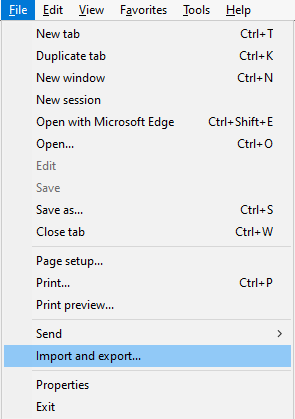 File Edit View Favorites Tools Help
New tab Ctrl+T
Duplicate tab Ctrl+K
New window Ctrl+N
New session
Open with Microsoft Edge Ctrl+Shift+E
Open... Ctrl+O
Edit
Save
Save as... Ctrl+S
Close tab Ctrl+W
Page setup...
Print... Ctrl+P
Print preview...
Send
Import and export...
Properties
Exit